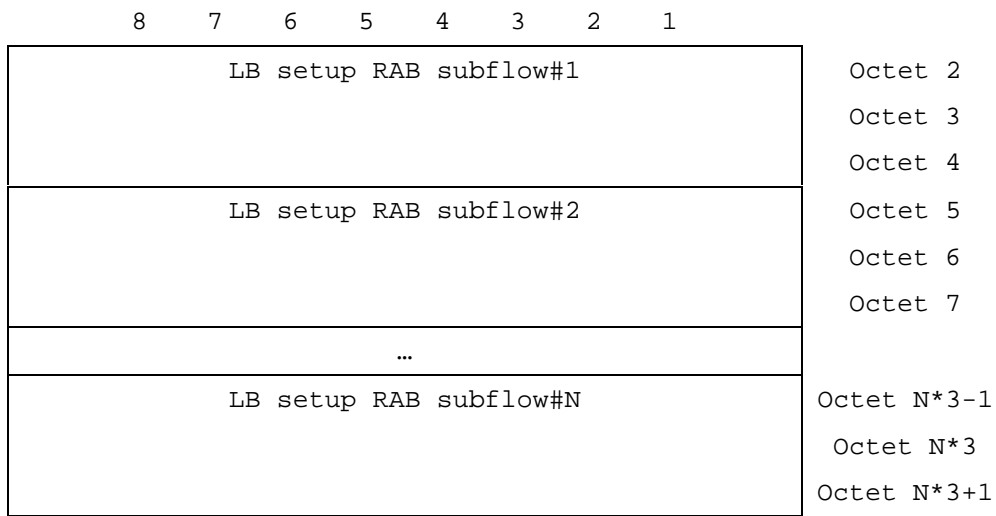 8 7 6 5 4 3 2 1
LB setup RAB subflow#1 Octet 2
Octet 3
Octet 4
LB setup RAB subflow#2 Octet 5
Octet 6
Octet 7
…
LB setup RAB subflow#N Octet N*3-1
Octet N*3
Octet N*3+1